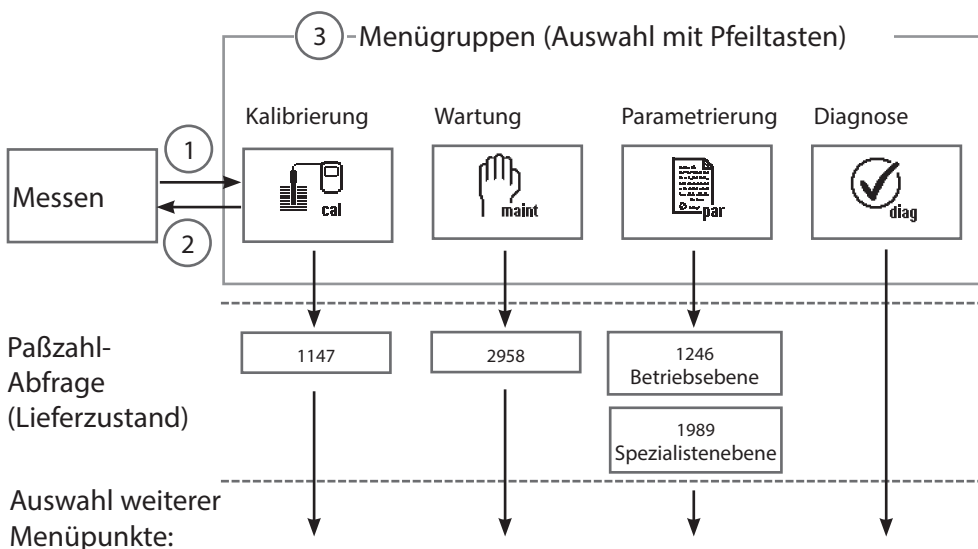 3 Menügruppen (Auswahl mit Pfeiltasten)
Kalibrierung Wartung Parametrierung Diagnose
1
Messen
cal maint par diag
2
Paßzahl-
Abfrage
(Lieferzustand)
1147 2958 1246
Betriebsebene
1989
Spezialistenebene
Auswahl weiterer
Menüpunkte: